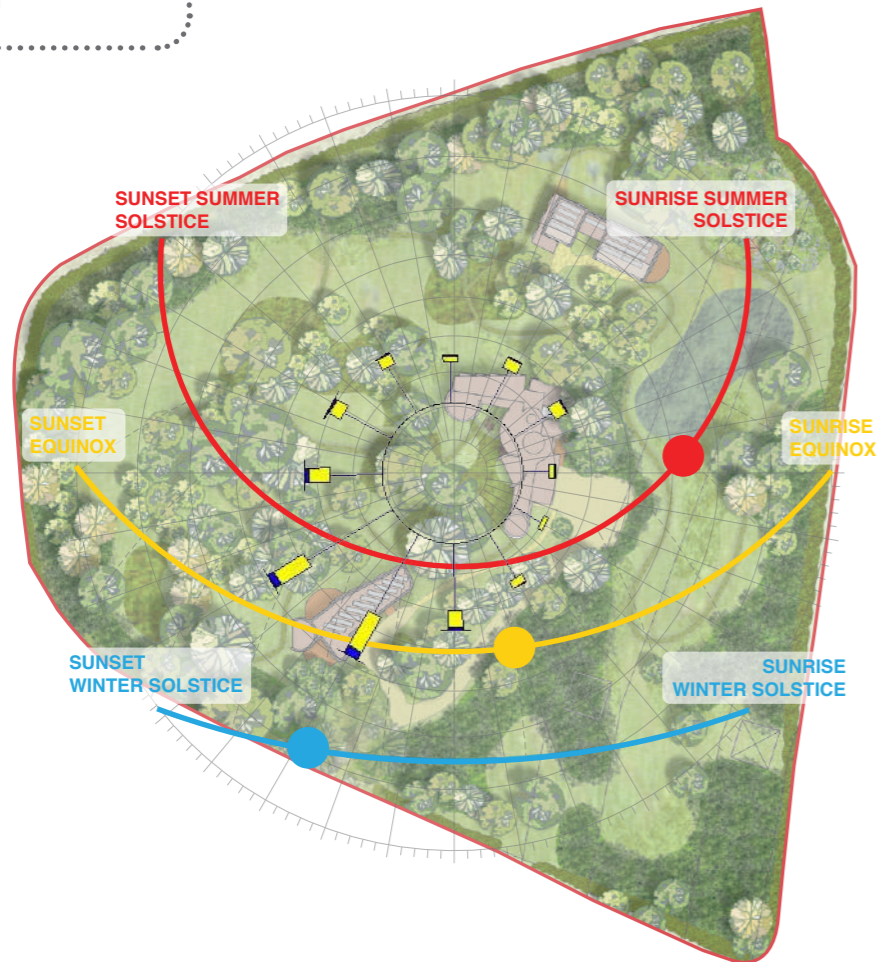 SUNSET SUMMER
SOLSTICE
SUNRISE SUMMER
SOLSTICE
SUNSET
EQUINOX
SUNRISE
EQUINOX
SUNSET
WINTER SOLSTICE
SUNRISE
WINTER SOLSTICE